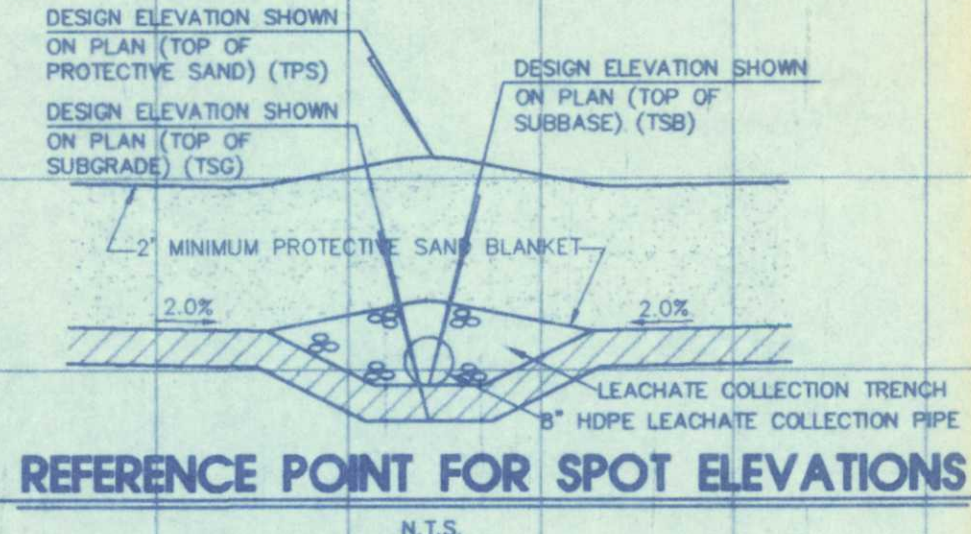 DESIGN ELEVATION SHOWN
ON PLAN (TOP OF
PROTECTIVE SAND) (TPS)
DESIGN ELEVATION SHOWN
ON PLAN (TOP OF
SUBBASE) (TSB)
DESIGN ELEVATION SHOWN
ON PLAN (TOP OF
SUBGRADE) (TSG)
2' MINIMUM PROTECTIVE SAND BLANKET
2.0%
2.0%
LEACHATE COLLECTION TRENCH
8" HDPE LEACHATE COLLECTION PIPE
REFERENCE POINT FOR SPOT ELEVATIONS
N.T.S.